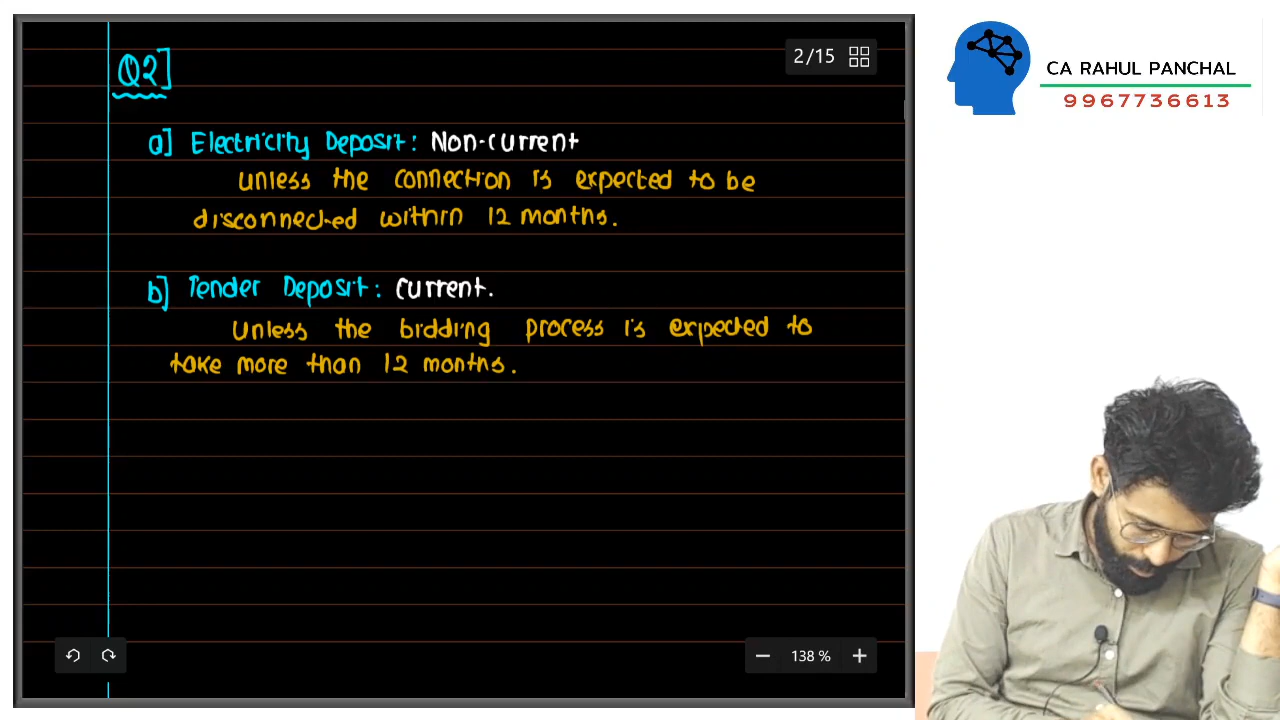 Q2]
2/15
CA RAHUL PANCHAL
9967736613
a] Electricity Deposit: Non-current
unless the connection is expected to be
disconnected within 12 months.
b] Tender Deposit: current.
Unless the bidding process is expected to
take more than 12 months.
138 %